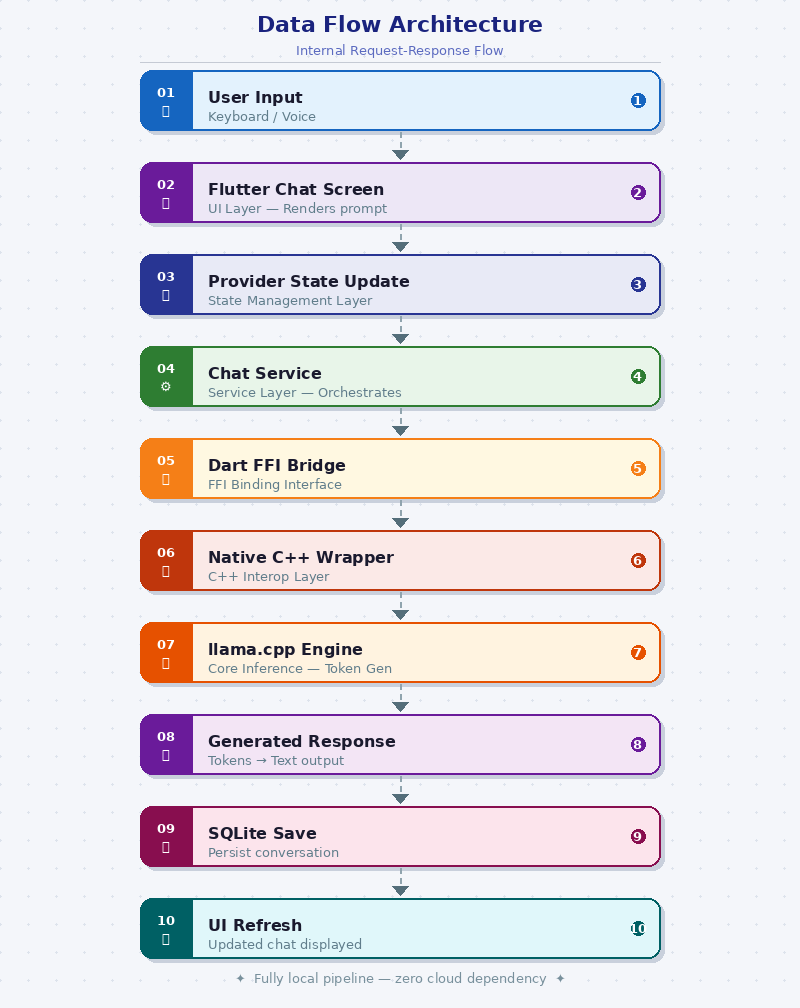 Data Flow Architecture
Internal Request-Response Flow
01
User Input
Keyboard / Voice
1
02
Flutter Chat Screen
UI Layer — Renders prompt
2
03
Provider State Update
State Management Layer
3
04
Chat Service
Service Layer — Orchestrates
4
05
Dart FFI Bridge
FFI Binding Interface
5
06
Native C++ Wrapper
C++ Interop Layer
6
07
llama.cpp Engine
Core Inference — Token Gen
7
08
Generated Response
Tokens → Text output
8
09
SQLite Save
Persist conversation
9
10
UI Refresh
Updated chat displayed
10
✦ Fully local pipeline — zero cloud dependency ✦